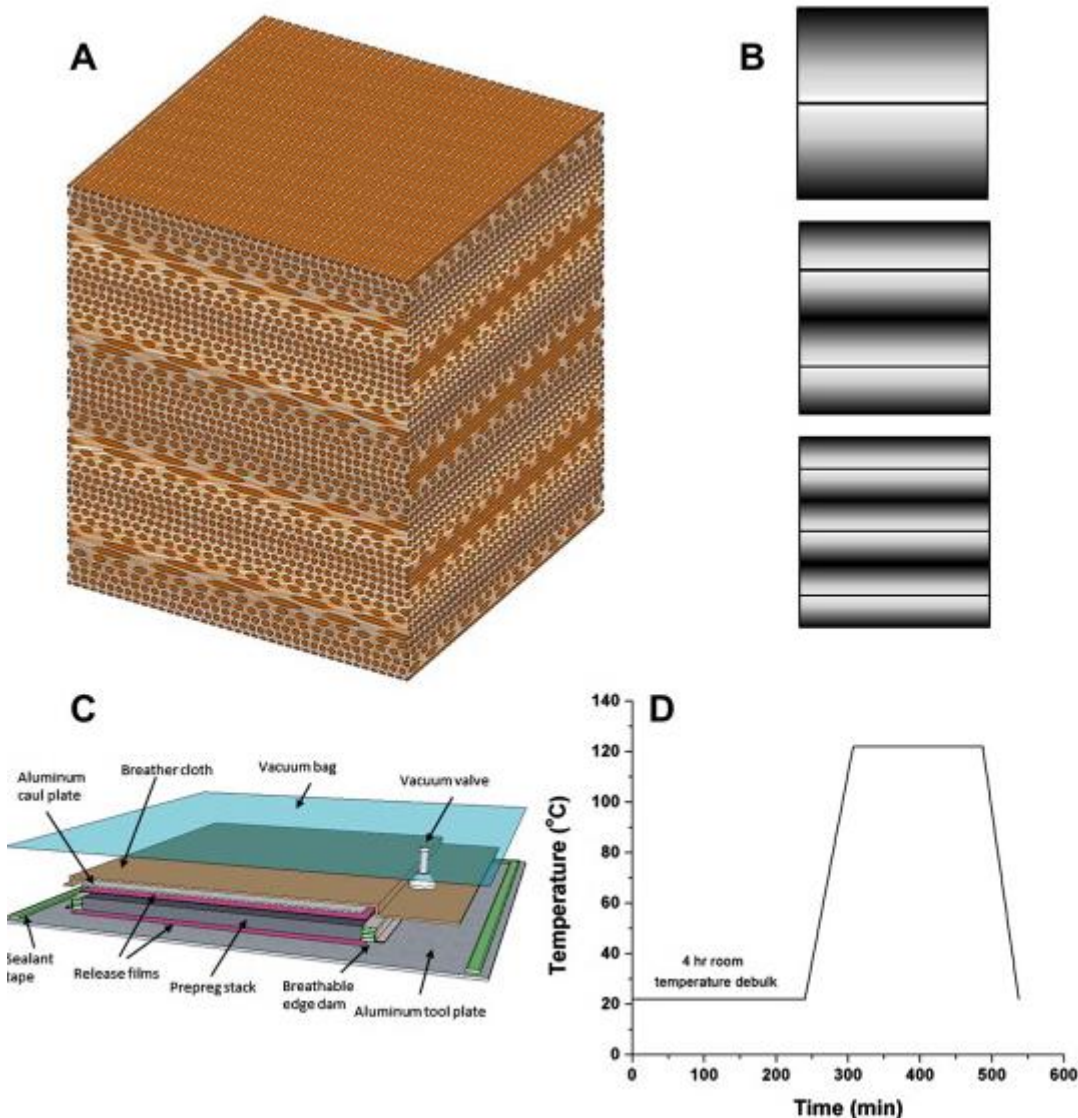 A
B
C
Breather cloth
Vacuum bag
Vacuum valve
Aluminum
caul plate
Sealant
tape
Release films
Prepreg stack
Breathable
edge dam
Aluminum tool plate
D
Temperature (°C)
140
120
100
80
60
40
20
0
4 hr room
temperature debulk
0
100
200
300
400
500
600
Time (min)